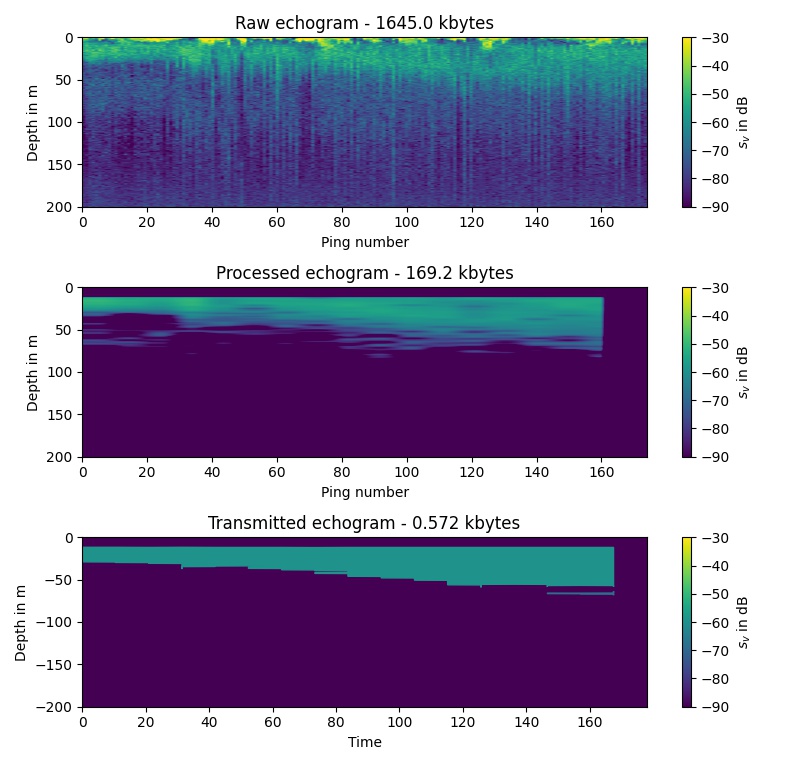 Raw echogram - 1645.0 kbytes
0
50
100
150
200
Depth in m
0 20 40 60 80 100 120 140 160
Ping number
−30
−40
−50
−60
−70
−80
−90
sv in dB
Processed echogram - 169.2 kbytes
0
50
100
150
200
Depth in m
0 20 40 60 80 100 120 140 160
Ping number
−30
−40
−50
−60
−70
−80
−90
sv in dB
Transmitted echogram - 0.572 kbytes
0
−50
−100
−150
−200
Depth in m
0 20 40 60 80 100 120 140 160
Time
−30
−40
−50
−60
−70
−80
−90
sv in dB